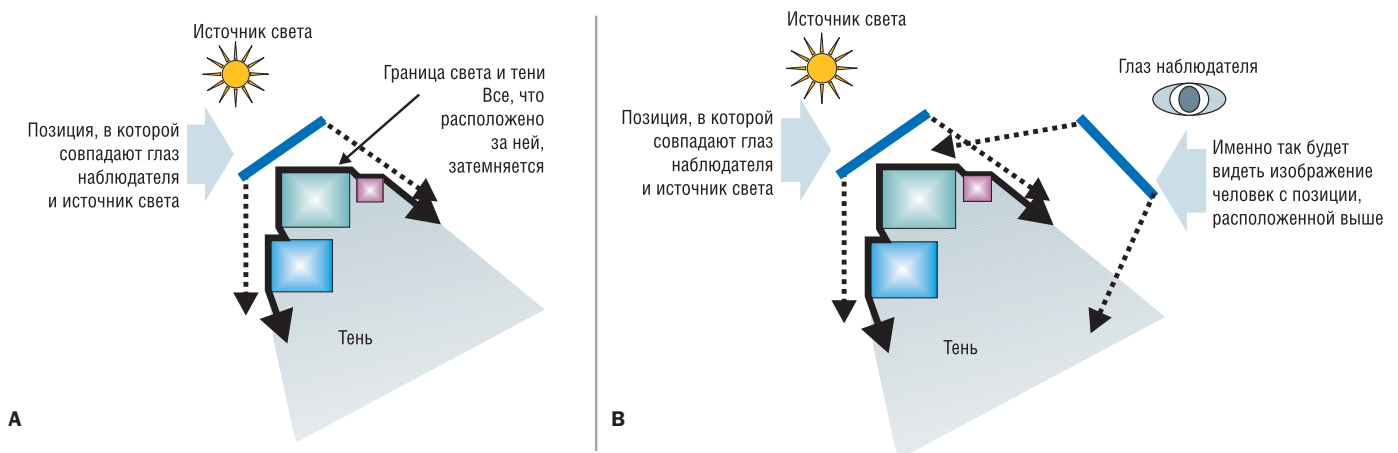 Источник света
Граница света и тени
Все, что
расположено
за ней,
затемняется
Позиция, в которой
совпадают глаз
наблюдателя
и источник света
Тень
A
Источник света
Глаз наблюдателя
Позиция, в которой
совпадают глаз
наблюдателя
и источник света
Именно так будет
видеть изображение
человек с позиции,
расположенной выше
Тень
B